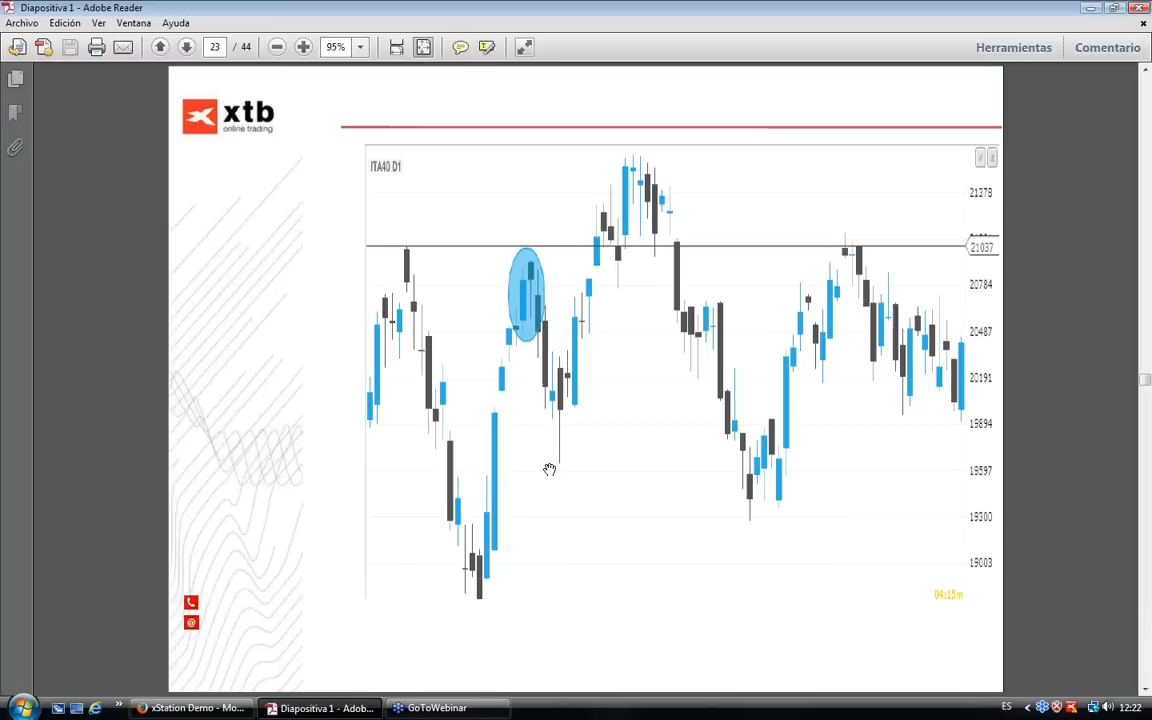 Diapositiva 1 - Adobe Reader
Archivo Edición Ver Ventana Ayuda
23 / 44 95% Herramientas Comentario
xtb
online trading
ITA40 D1
21378
21037
20784
20487
20191
19894
19597
19300
19003
04:15m
@
xStation Demo - Mo... Diapositiva 1 - Adob... GoToWebinar ES 12:22